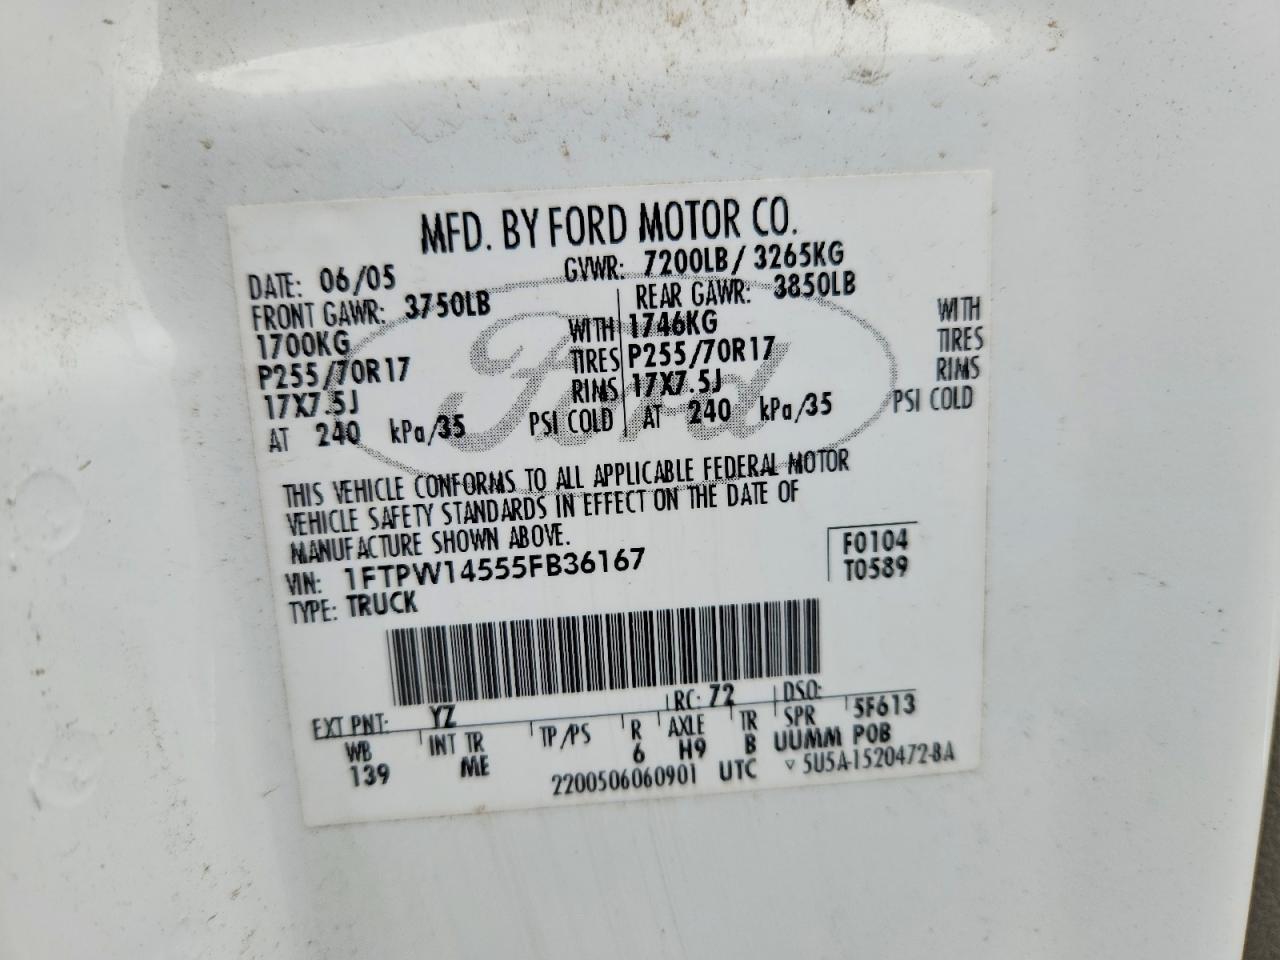 MFD. BY FORD MOTOR CO.
DATE: 06/05 GVWR: 7200LB/ 3265KG
FRONT GAWR: 3750LB REAR GAWR: 3850LB
1700KG WITH 1746KG WITH
P255/70R17 TIRES P255/70R17 TIRES
17X7.5J RIMS 17X7.5J RIMS
AT 240 kPa/35 PSI COLD AT 240 kPa/35 PSI COLD
Ford
THIS VEHICLE CONFORMS TO ALL APPLICABLE FEDERAL MOTOR
VEHICLE SAFETY STANDARDS IN EFFECT ON THE DATE OF
MANUFACTURE SHOWN ABOVE.
VIN: 1FTPW14555FB36167 F0104
TYPE: TRUCK T0589
EXT PNT: YZ RC: 72 DSO:
WB INT TR TP/PS R AXLE TR SPR 5F613
139 ME 6 H9 B UUMM POB
2200506060901 UTC ▽ 5U5A-1520472-BA